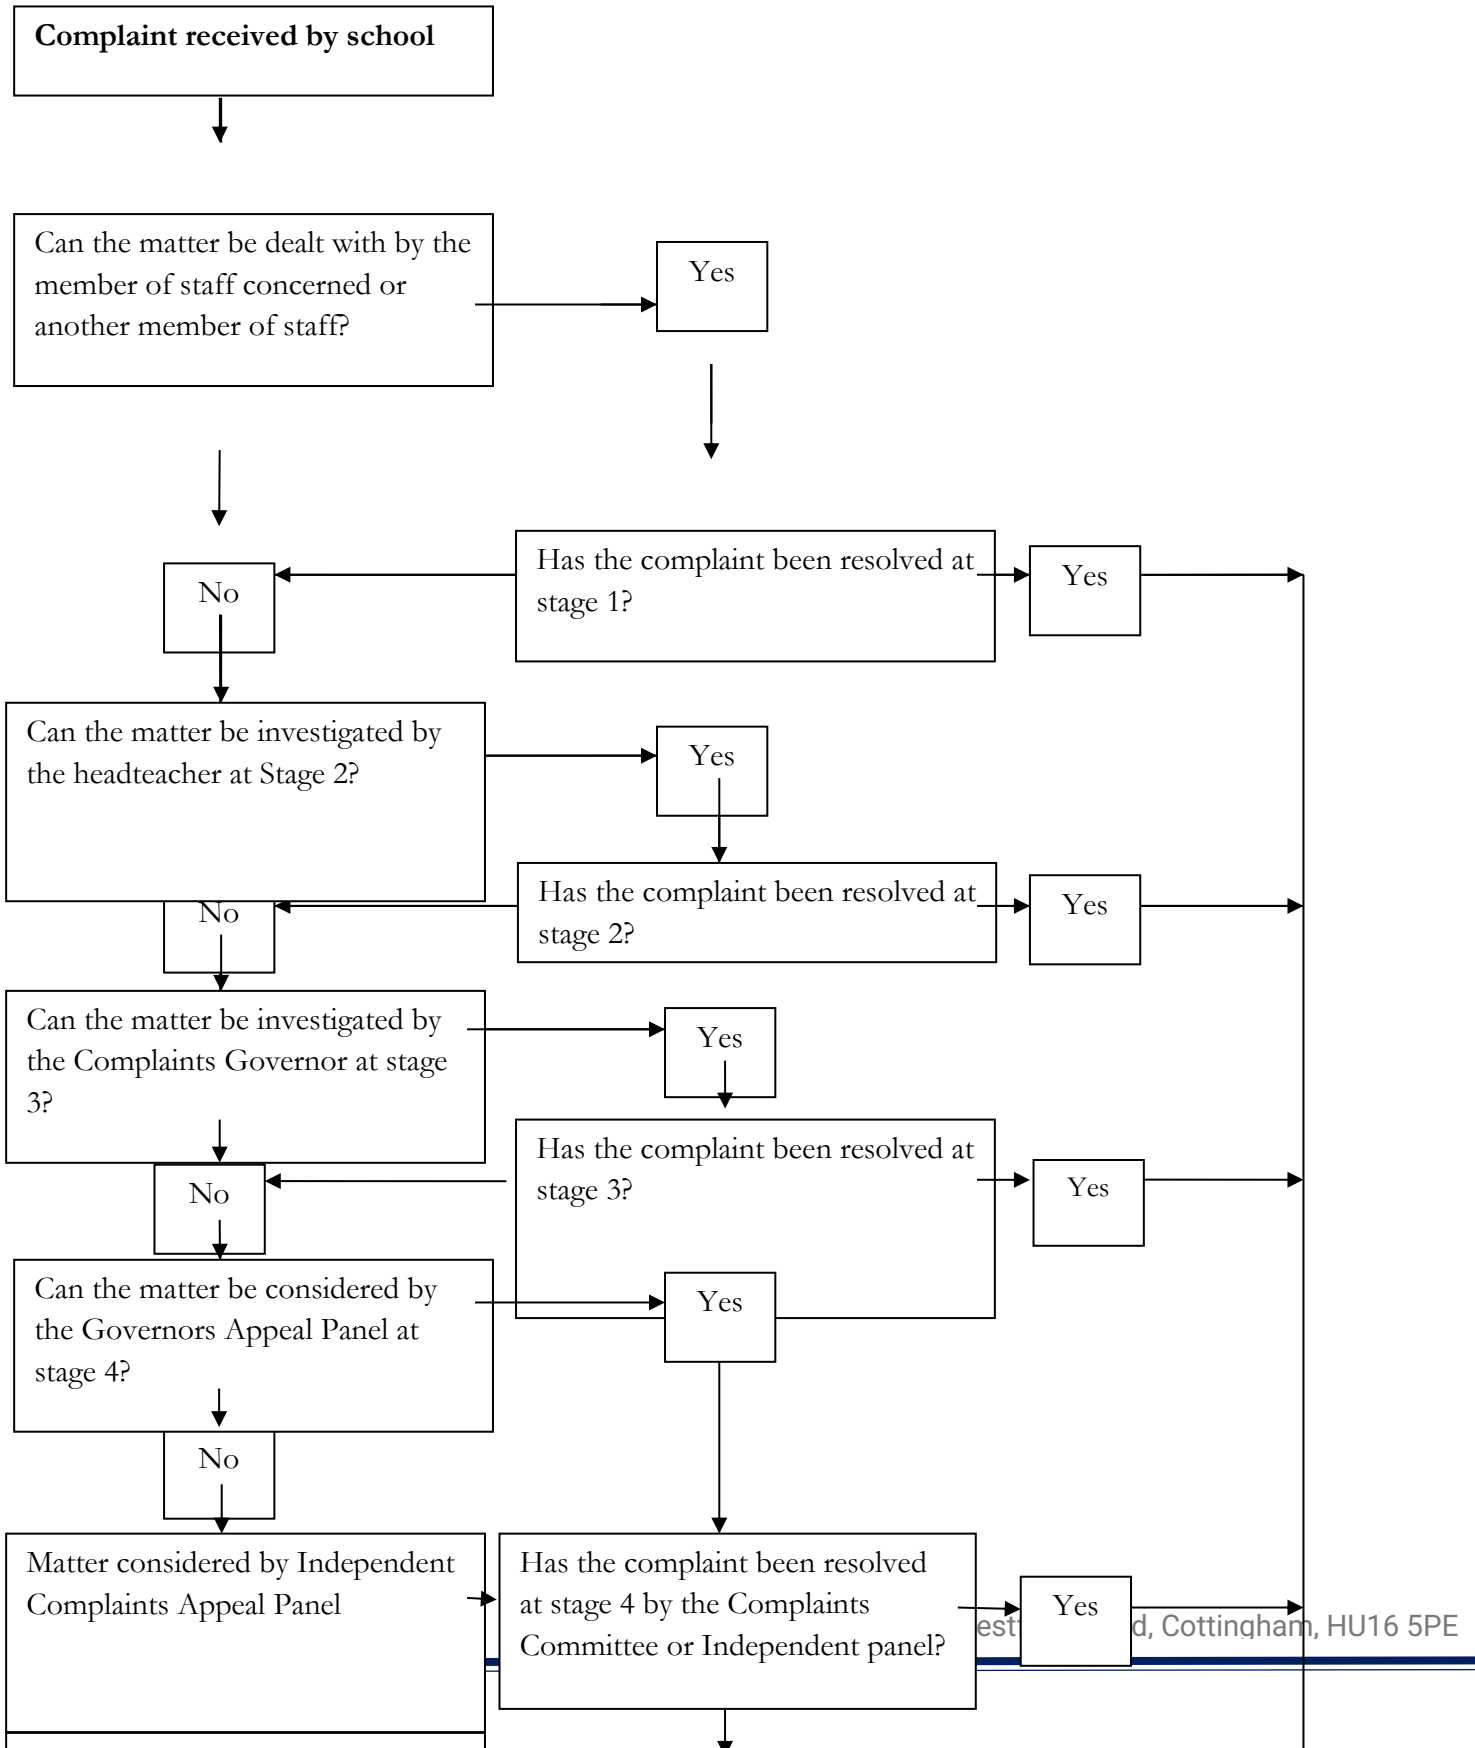 Complaint received by school
Can the matter be dealt with by the
member of staff concerned or
another member of staff?
Yes
Has the complaint been resolved at
stage 1?
Yes
No
Can the matter be investigated by
the headteacher at Stage 2?
Yes
Has the complaint been resolved at
stage 2?
Yes
No
Can the matter be investigated by
the Complaints Governor at stage
3?
Yes
Has the complaint been resolved at
stage 3?
Yes
No
Can the matter be considered by
the Governors Appeal Panel at
stage 4?
Yes
No
Matter considered by Independent
Complaints Appeal Panel
Has the complaint been resolved
at stage 4 by the Complaints
Committee or Independent panel?
Yes
Cottingham, HU16 5PE